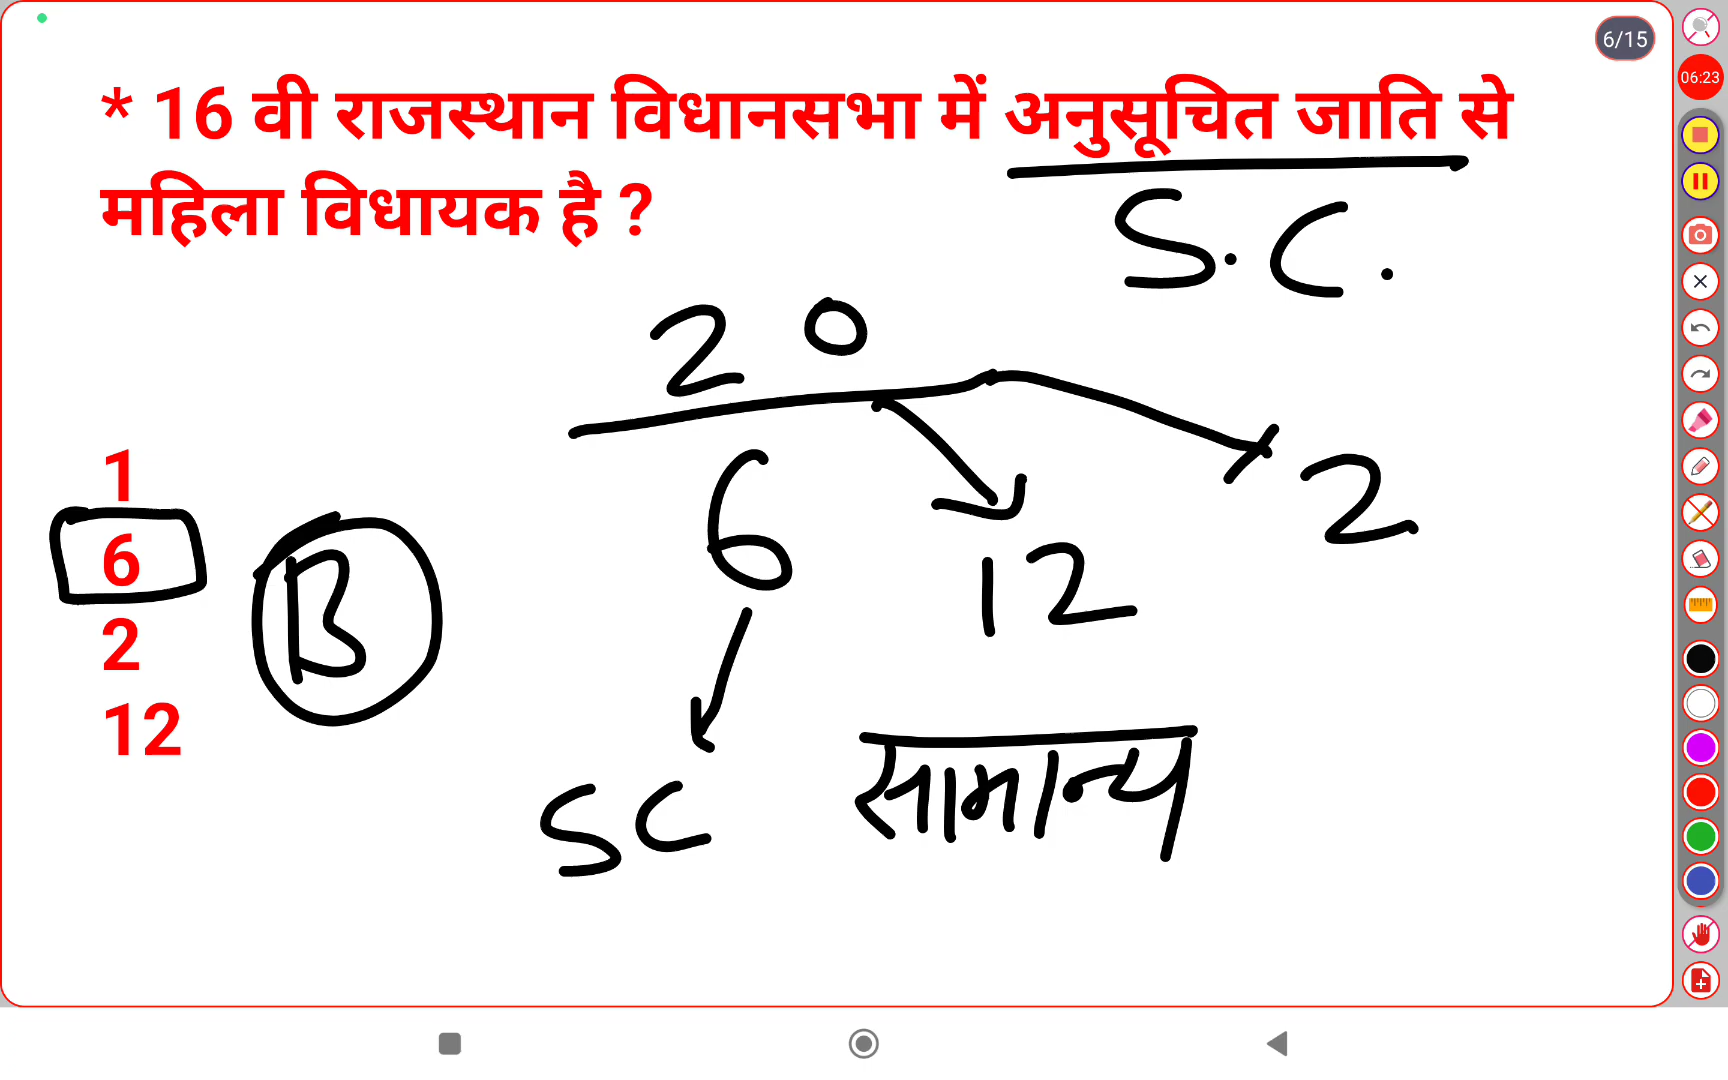 6/15
06:23
* 16 वी राजस्थान विधानसभा में अनुसूचित जाति से
महिला विधायक है ?
S.C.
20
6 12 2
1
6
2
12
B
SC
सामान्य